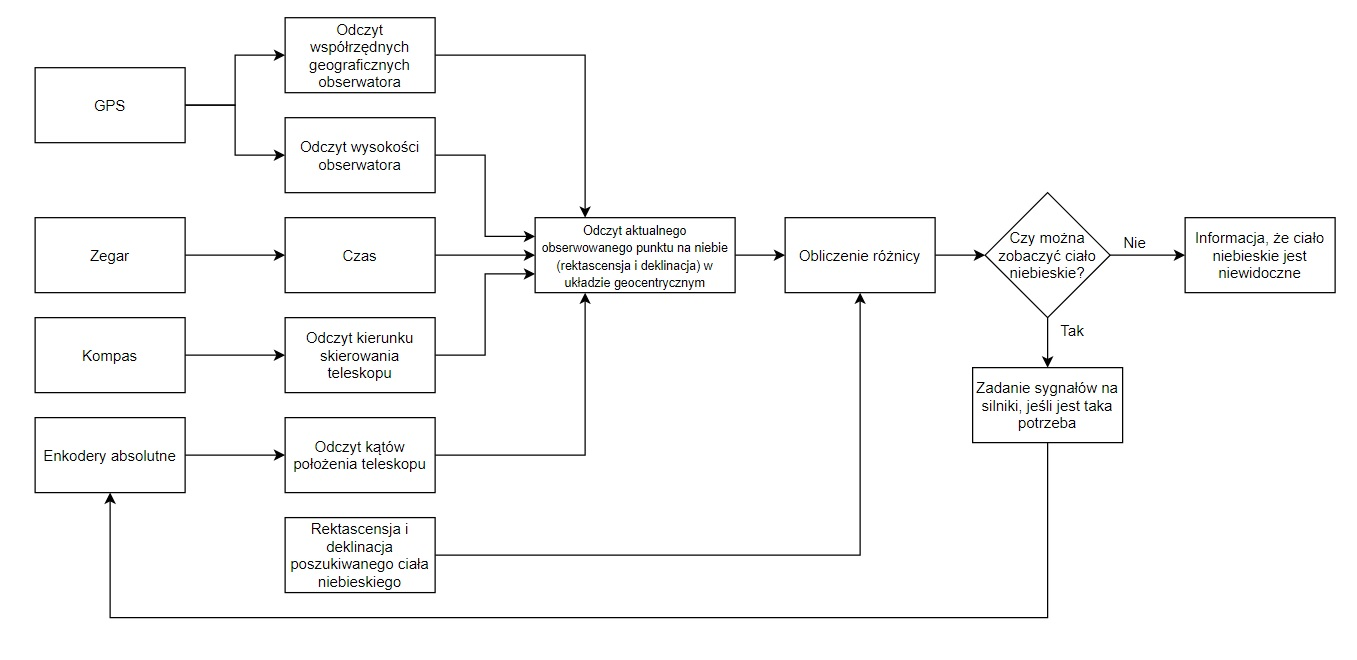 Odczyt
współrzędnych
geograficznych
obserwatora
GPS
Odczyt wysokości
obserwatora
Zegar
Czas
Odczyt aktualnego
obserwowanego punktu na niebie
(rektascensja i deklinacja) w
układzie geocentrycznym
Obliczenie różnicy
Czy można
zobaczyć ciało
niebieskie?
Nie
Informacja, że ciało
niebieskie jest
niewidoczne
Tak
Kompas
Odczyt kierunku
skierowania
teleskopu
Zadanie sygnałów na
silniki, jeśli jest taka
potrzeba
Enkodery absolutne
Odczyt kątów
położenia teleskopu
Rektascensja i
deklinacja
poszukiwanego ciała
niebieskiego